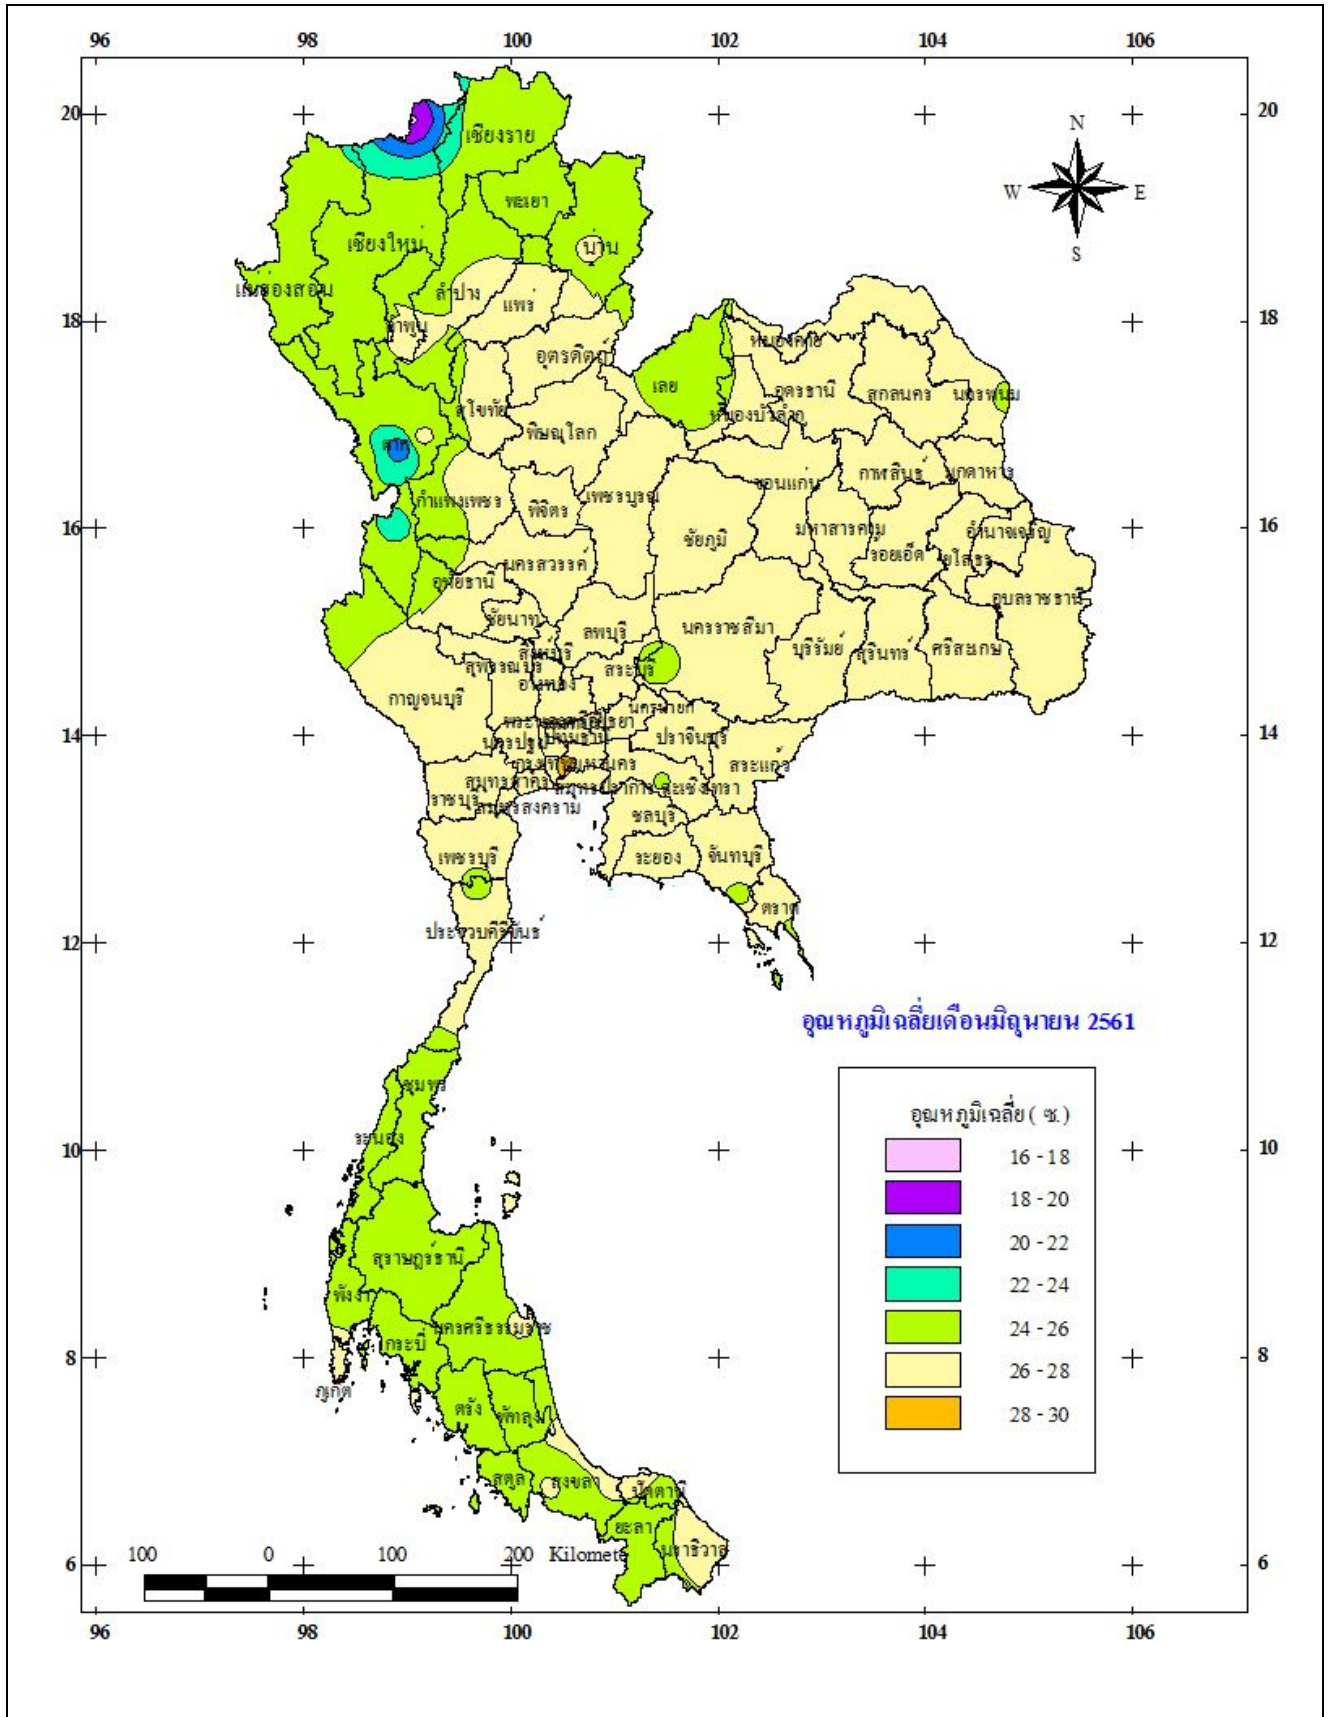 96 98 100 102 104 106
20 20
N
W E
S
เชียงราย
พะเยา
เชียงใหม่ น่าน
ลำปาง
แพร่
18 18
อุตรดิตถ์
เลย
อุดรธานี
สกลนคร
นครพนม
หนองบัวลำภู
สุโขทัย
พิษณุโลก
ตาก
กาฬสินธุ์
มุกดาหาร
ขอนแก่น
กำแพงเพชร
พิจิตร
เพชรบูรณ์
16 16
ชัยภูมิ
มหาสารคาม
อำนาจเจริญ
ร้อยเอ็ด
ยโสธร
นครสวรรค์
อุทัยธานี
อุบลราชธานี
ชัยนาท
ลพบุรี
นครราชสีมา
บุรีรัมย์
สุรินทร์
ศรีสะเกษ
สุพรรณบุรี
สระบุรี
อ่างทอง
กาญจนบุรี
นครนายก
14 14
ปราจีนบุรี
สระแก้ว
ราชบุรี
สมุทรสงคราม
ชลบุรี
เพชรบุรี
ระยอง
จันทบุรี
ตราด
12 12
ประจวบคีรีขันธ์
อุณหภูมิเฉลี่ยเดือนมิถุนายน 2561
ชุมพร
อุณหภูมิเฉลี่ย ( ซ.)
ระนอง
10 10
16 - 18
18 - 20
20 - 22
22 - 24
24 - 26
26 - 28
28 - 30
สุราษฎร์ธานี
พังงา
นครศรีธรรมราช
กระบี่
8 8
ภูเก็ต
ตรัง
พัทลุง
สตูล
สงขลา
ปัตตานี
ยะลา
นราธิวาส
6 6
100 0 100 200
96 98 100 102 104 106